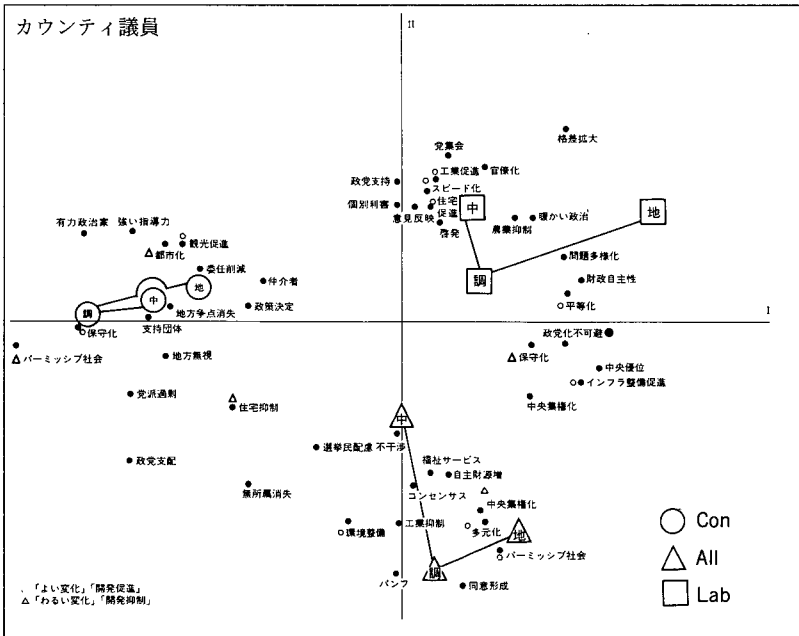 カウンティ議員
II
格差拡大
党集会
工業促進
官僚化
政党支持
スピード化
個別利害
意見反映
住宅
促進
中
地
啓発
農業抑制
暖かい政治
有力政治家
強い指導力
観光促進
都市化
問題多様化
委任削減
調
財政自主性
仲介者
地
中
調
地方争点消失
政策決定
平等化
I
支持団体
保守化
政党化不可避
パーミッシブ社会
地方無視
保守化
中央優位
インフラ整備促進
党派過剰
住宅抑制
中央集権化
中
選挙民配慮
不干渉
政党支配
福祉サービス
自主財源増
無所属消失
コンセンサス
中央集権化
環境整備
工業抑制
多元化
地
パーミッシブ社会
調
パンフ
同意形成
○ Con
△ All
□ Lab
「よい変化」「開発促進」
△「わるい変化」「開発抑制」